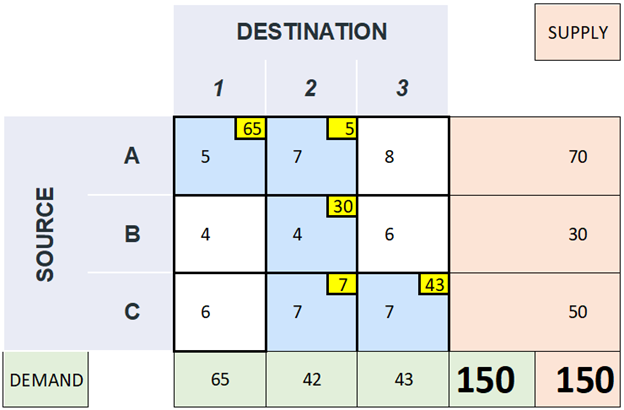 DESTINATION
SUPPLY
1 2 3
65 5
A 5 7 8 70
30
B 4 4 6 30
7 43
C 6 7 7 50
SOURCE
DEMAND 65 42 43 150 150